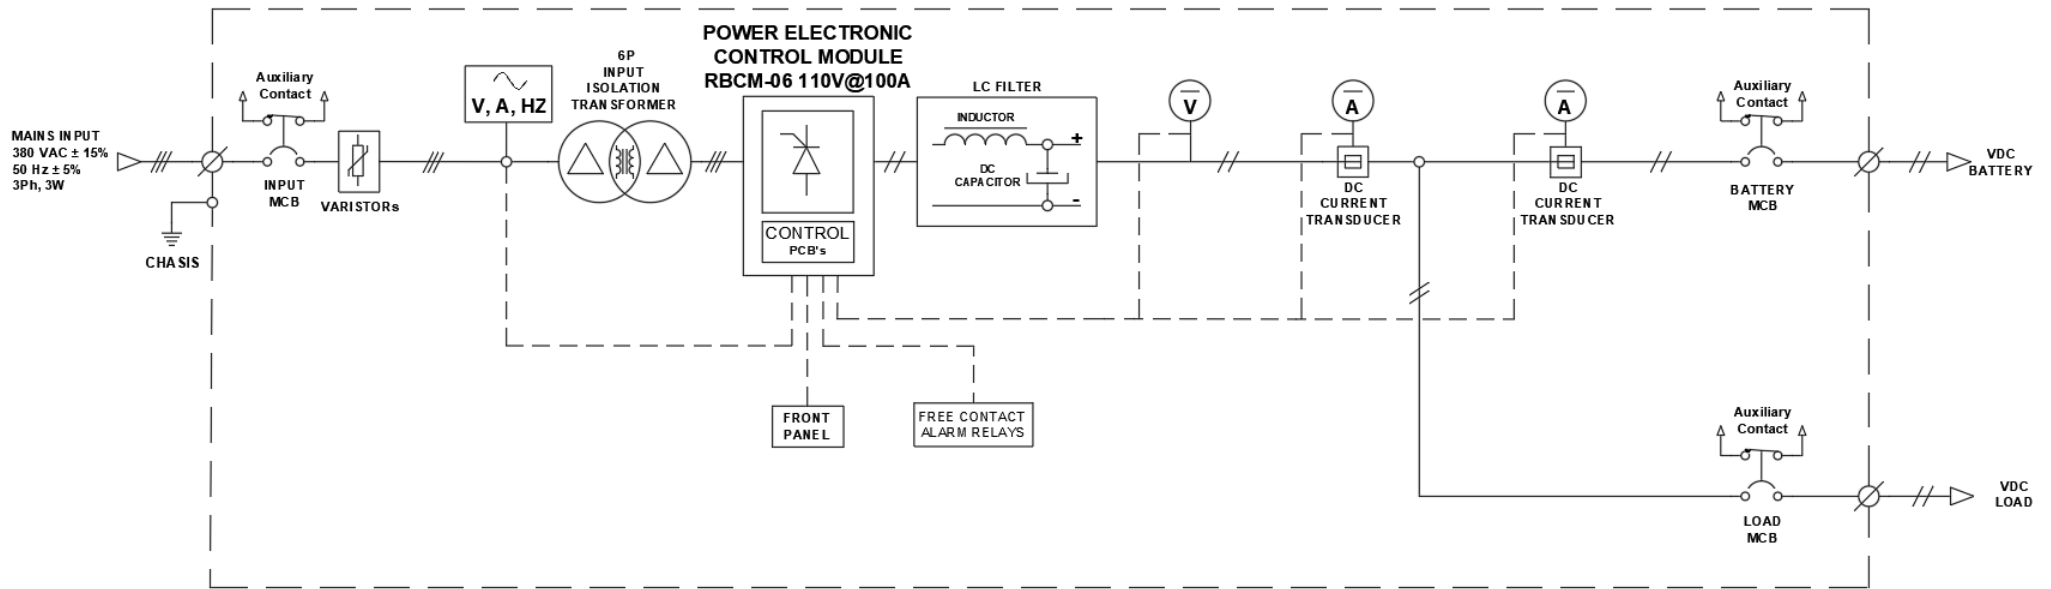 POWER ELECTRONIC
CONTROL MODULE
RBCM-06 110V@100A
6P
INPUT
ISOLATION
TRANSFORMER
Auxiliary
Contact
V, A, HZ
LC FILTER
INDUCTOR
+
DC
CAPACITOR
-
V
A
A
Auxiliary
Contact
MAINS INPUT
380 VAC ± 15%
50 Hz ± 5%
3Ph, 3W
INPUT
MCB
VARISTORs
CHASIS
CONTROL
PCB's
DC
CURRENT
TRANSDUCER
DC
CURRENT
TRANSDUCER
BATTERY
MCB
VDC
BATTERY
FRONT
PANEL
FREE CONTACT
ALARM RELAYS
Auxiliary
Contact
LOAD
MCB
VDC
LOAD